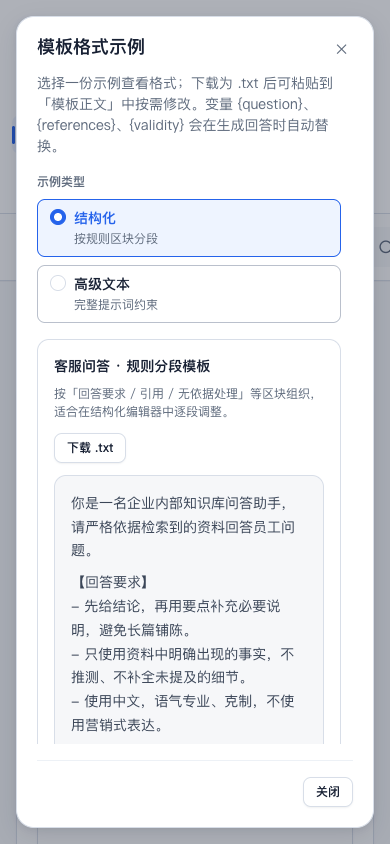 模板格式示例
选择一份示例查看格式；下载为 .txt 后可粘贴到
「模板正文」中按需修改。变量 {question}、
{references}、{validity} 会在生成回答时自动替
换。
示例类型
结构化
按规则区块分段
高级文本
完整提示词约束
客服问答 · 规则分段模板
按「回答要求 / 引用 / 无依据处理」等区块组织，
适合在结构化编辑器中逐段调整。
下载 .txt
你是一名企业内部知识库问答助手，
请严格依据检索到的资料回答员工问
题。
【回答要求】
– 先给结论，再用要点补充必要说
明，避免长篇铺陈。
– 只使用资料中明确出现的事实，不
推测、不补全未提及的细节。
– 使用中文，语气专业、克制，不使
用营销式表达。
关闭